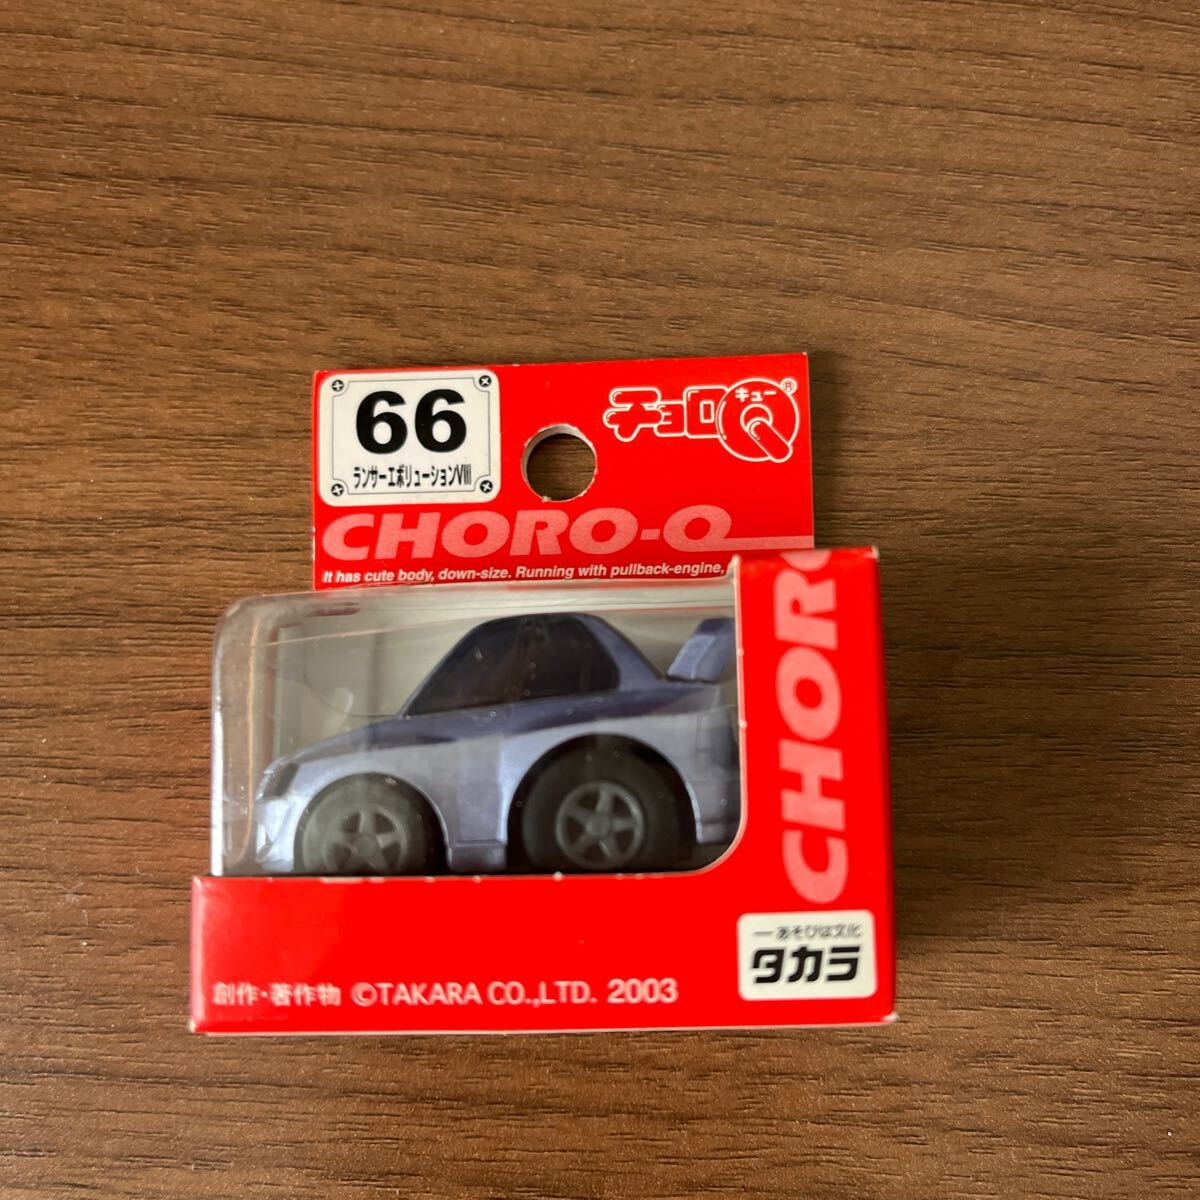 66
ランサーエボリューションVIII
チョロQ
キュー
®
CHORO-Q
It has cute body, down-size. Running with pullback-engine,
CHORO
創作・著作物 ©TAKARA CO.,LTD. 2003
あそびは文化
タカラ